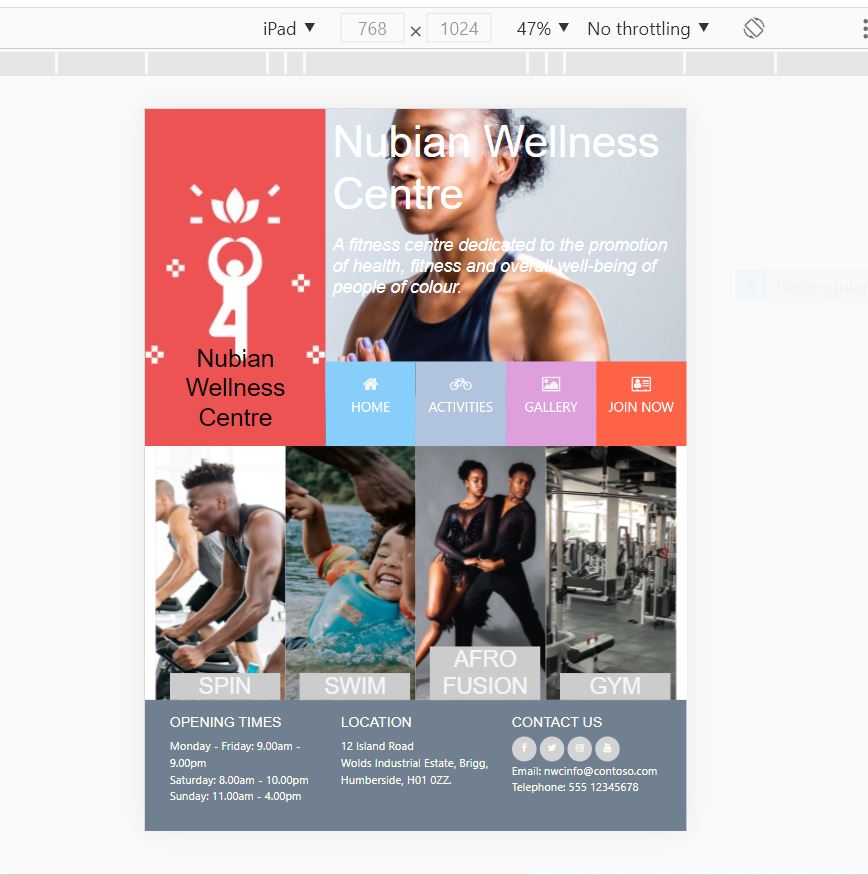 iPad ▼ 768 × 1024 47% ▼ No throttling ▼
Nubian Wellness
Centre
A fitness centre dedicated to the promotion
of health, fitness and overall well-being of
people of colour.
Rectangular
Nubian
Wellness
Centre
HOME ACTIVITIES GALLERY JOIN NOW
SPIN SWIM AFRO
FUSION GYM
OPENING TIMES
Monday - Friday: 9.00am -
9.00pm
Saturday: 8.00am - 10.00pm
Sunday: 11.00am - 4.00pm
LOCATION
12 Island Road
Wolds Industrial Estate, Brigg,
Humberside, H01 0ZZ.
CONTACT US
Email: nwcinfo@contoso.com
Telephone: 555 12345678